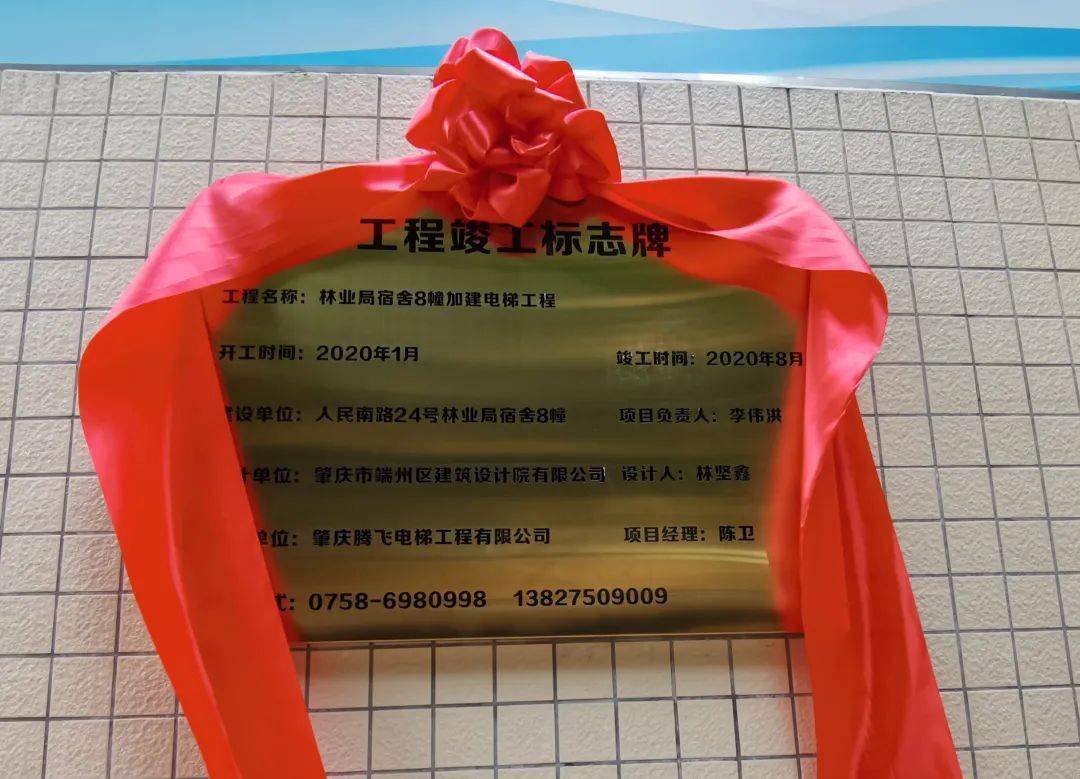 工程竣工标志牌
工程名称：林业局宿舍8幢加建电梯工程
开工时间：2020年1月 竣工时间：2020年8月
建设单位：人民南路24号林业局宿舍8幢 项目负责人：李伟洪
计单位：肇庆市端州区建筑设计院有限公司 设计人：林坚鑫
单位：肇庆腾飞电梯工程有限公司 项目经理：陈卫
式：0758-6980998 13827509009